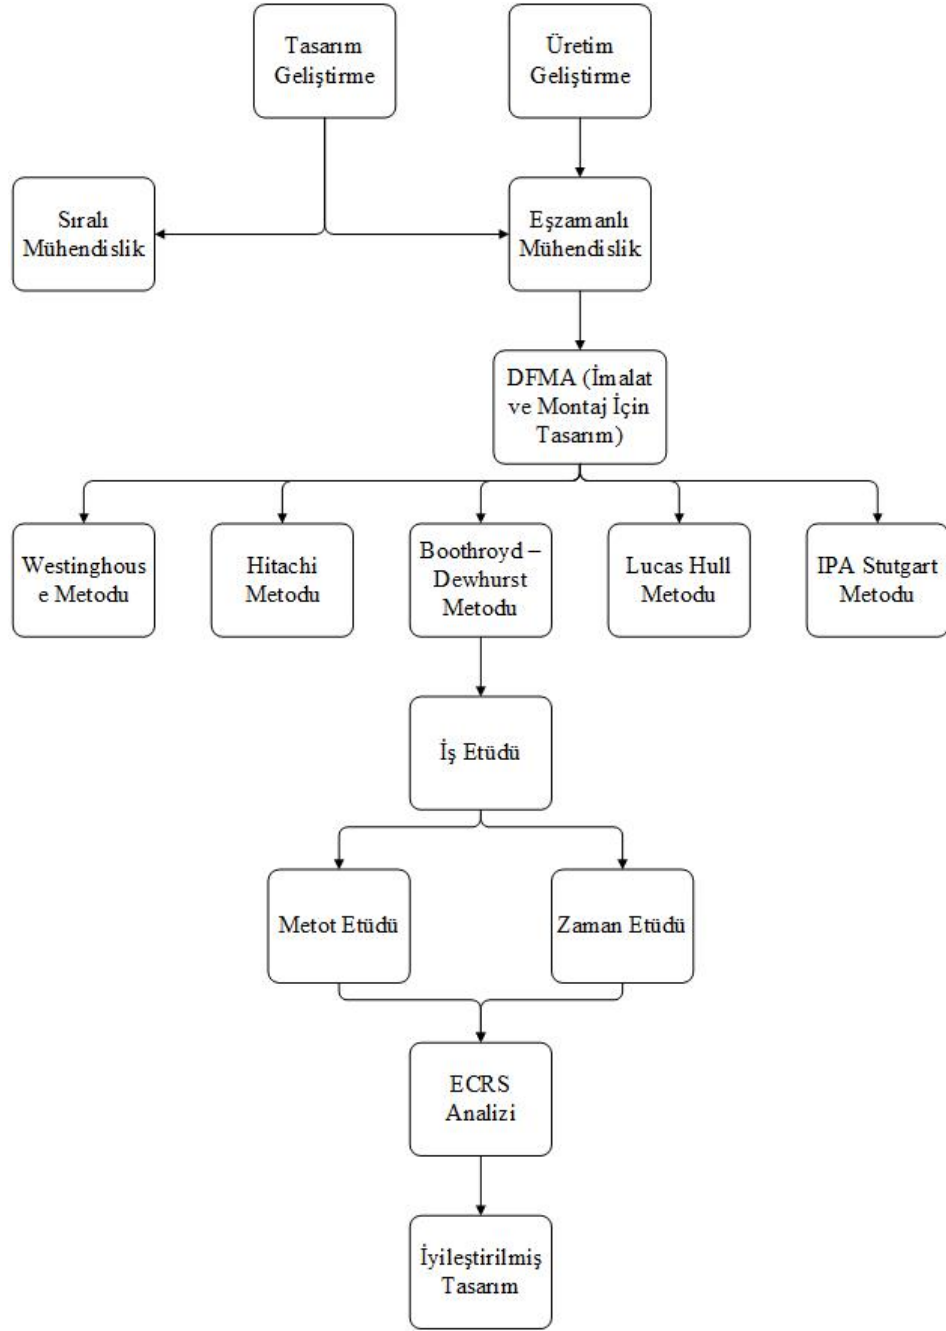 Tasarım
Geliştirme
Üretim
Geliştirme
Sıralı
Mühendislik
Eşzamanlı
Mühendislik
DFMA (İmalat
ve Montaj İçin
Tasarım)
Westinghous
e Metodu
Hitachi
Metodu
Boothroyd –
Dewhurst
Metodu
Lucas Hull
Metodu
IPA Stutgart
Metodu
İş Etüdü
Metot Etüdü
Zaman Etüdü
ECRS
Analizi
İyileştirilmiş
Tasarım